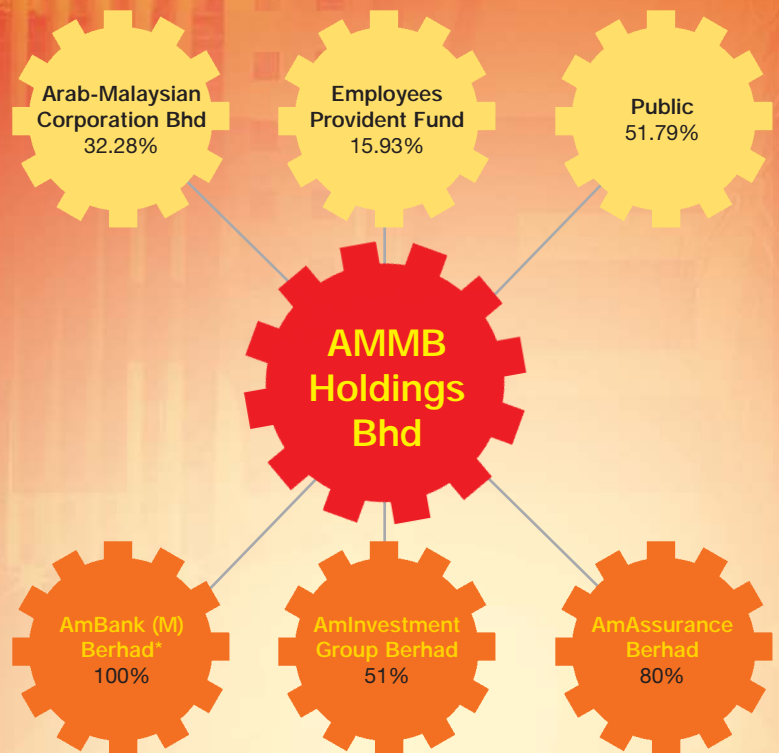 Arab-Malaysian
Corporation Bhd
32.28%
Employees
Provident Fund
15.93%
Public
51.79%
AMMB
Holdings
Bhd
AmBank (M)
Berhad*
100%
AmInvestment
Group Berhad
51%
AmAssurance
Berhad
80%